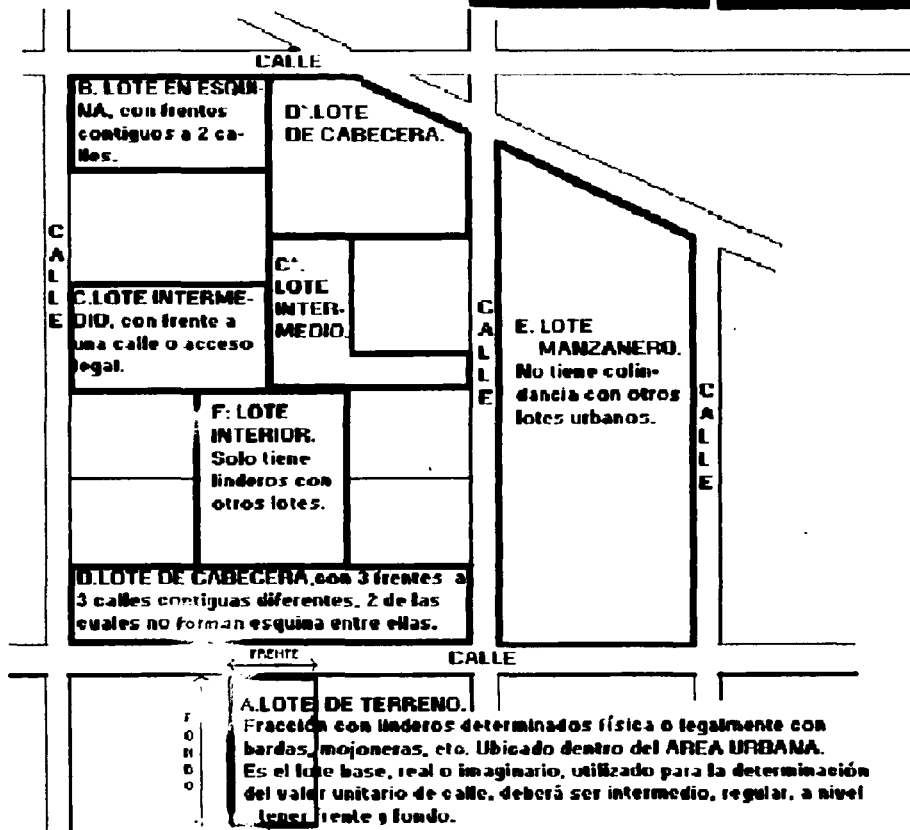 CALLE
B. LOTE EN ESQUI-
NA, con frentes
contiguos a 2 ca-
lles.
D`.LOTE
DE CABECERA.
CALLE
C.LOTE INTERME-
DIO, con frente a
una calle o acceso
legal.
C`.
LOTE
INTER-
MEDIO.
CALLE
E. LOTE
MANZANERO.
No tiene colin-
dancia con otros
lotes urbanos.
CALLE
F: LOTE
INTERIOR.
Solo tiene
linderos con
otros lotes.
D.LOTE DE CABECERA,con 3 frentes a
3 calles contiguas diferentes, 2 de las
cuales no forman esquina entre ellas.
FRENTE
CALLE
FONDO
A.LOTE DE TERRENO.
Fracción con linderos determinados física o legalmente con
bardas, mojoneras, etc. Ubicado dentro del AREA URBANA.
Es el lote base, real o imaginario, utilizado para la determinación
del valor unitario de calle, deberá ser intermedio, regular, a nivel
tener frente y fondo.